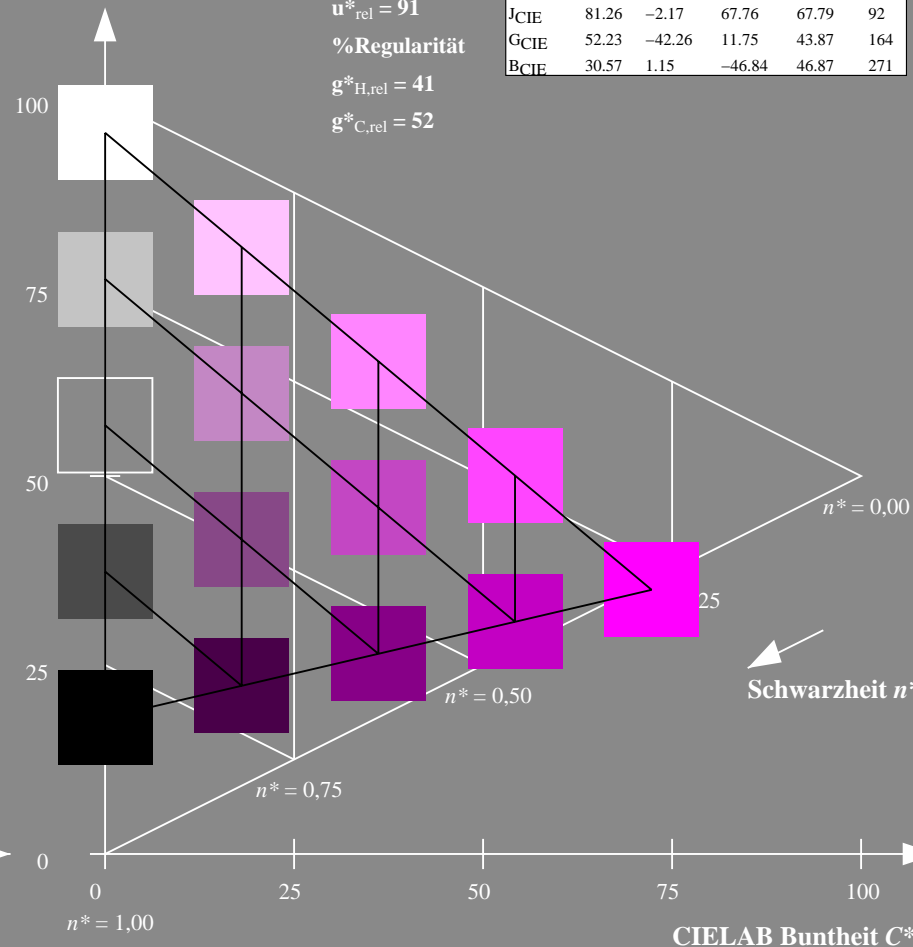 u*rel = 91
%Regularität
g*H,rel = 41
g*C,rel = 52
JCIE 81.26 −2.17 67.76 67.79 92
GCIE 52.23 −42.26 11.75 43.87 164
BCIE 30.57 1.15 −46.84 46.87 271
100
75
50
n* = 0,00
25
25
Schwarzheit n*
n* = 0,50
n* = 0,75
0
0 25 50 75 100
n* = 1,00
CIELAB Buntheit C*